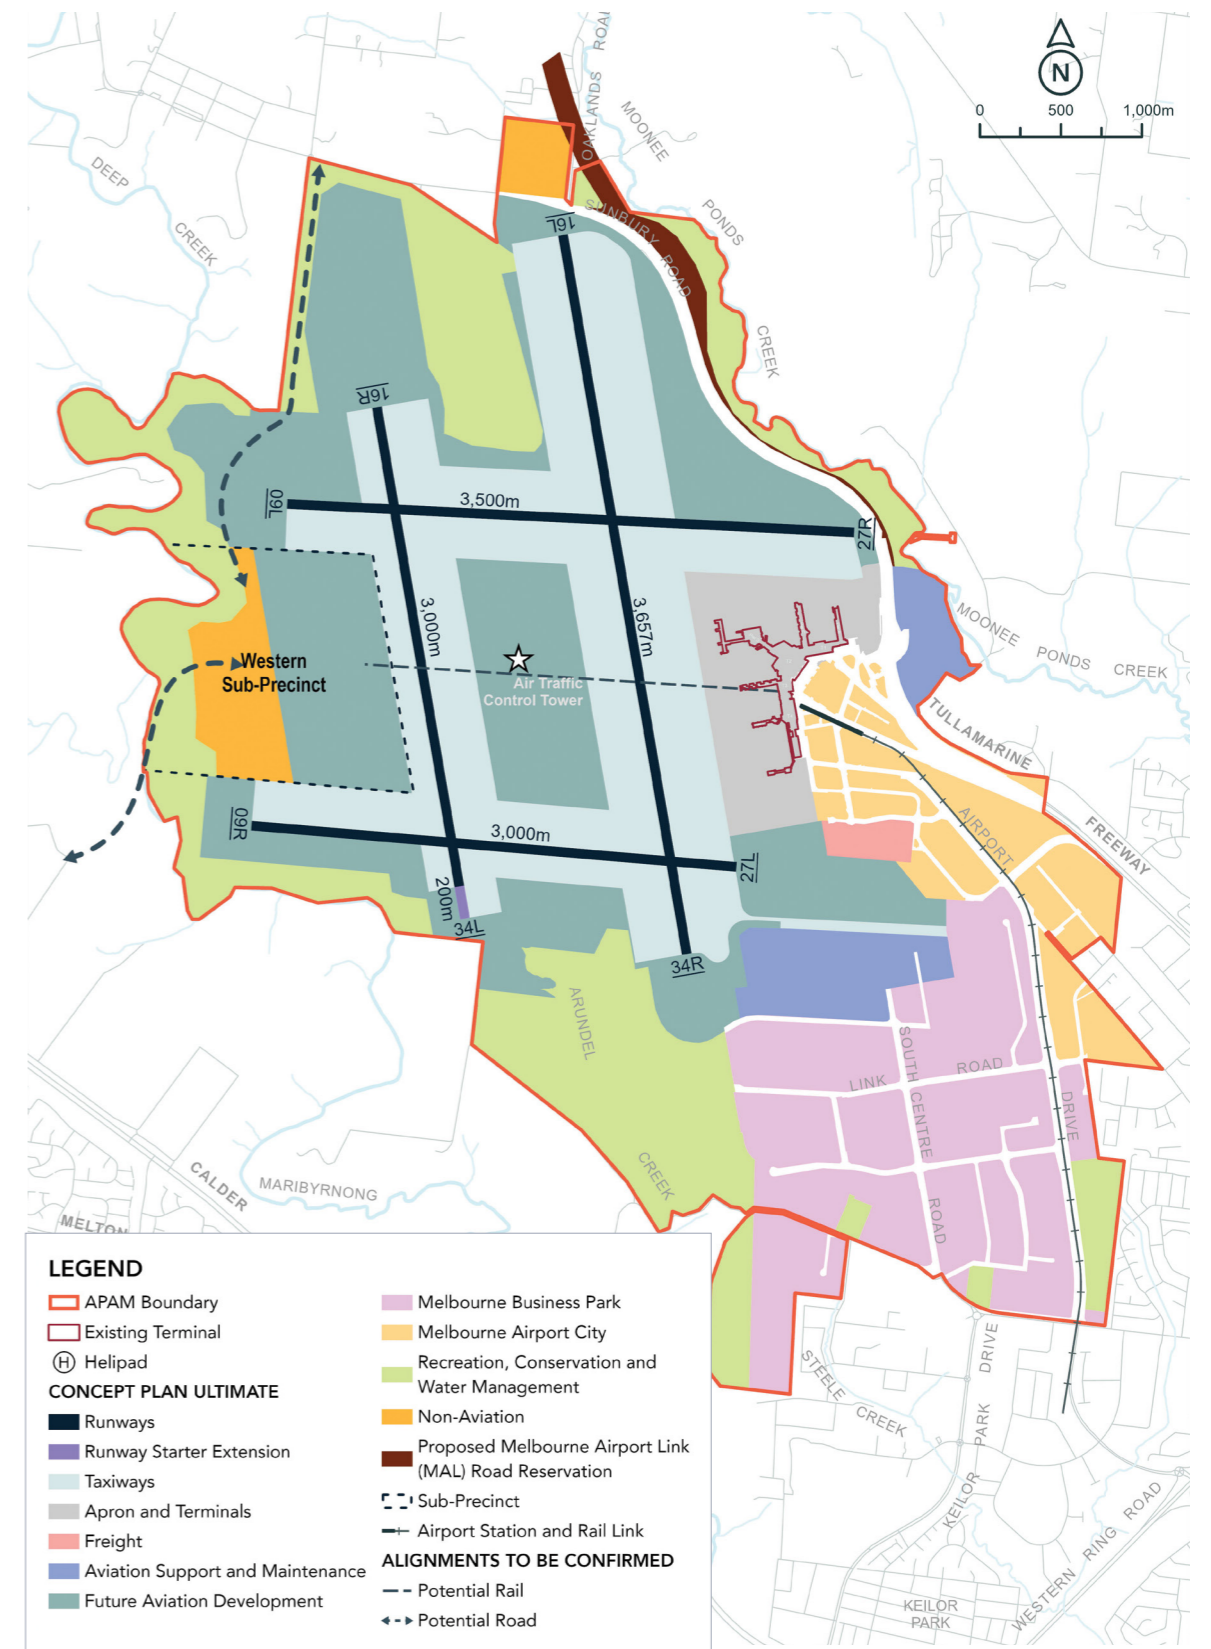 N
0 500 1,000m
OAKLANDS ROAD
MOONEE
PONDS
CREEK
DEEP
CREEK
SUNBURY ROAD
16L
16R
09L
3,500m
27R
3,000m
3,657m
Western
Sub-Precinct
Air Traffic
Control Tower
MOONEE PONDS CREEK
TULLAMARINE
FREEWAY
AIRPORT
DRIVE
09R
3,000m
27L
200m
34L
34R
ARUNDEL
CREEK
SOUTH CENTRE ROAD
LINK ROAD
CALDER
MARIBYRNONG
MELTON
STEELE
CREEK
KEILOR PARK DRIVE
WESTERN RING ROAD
KEILOR
PARK
LEGEND
APAM Boundary
Existing Terminal
H Helipad
CONCEPT PLAN ULTIMATE
Runways
Runway Starter Extension
Taxiways
Apron and Terminals
Freight
Aviation Support and Maintenance
Future Aviation Development
Melbourne Business Park
Melbourne Airport City
Recreation, Conservation and
Water Management
Non-Aviation
Proposed Melbourne Airport Link
(MAL) Road Reservation
Sub-Precinct
Airport Station and Rail Link
ALIGNMENTS TO BE CONFIRMED
Potential Rail
Potential Road